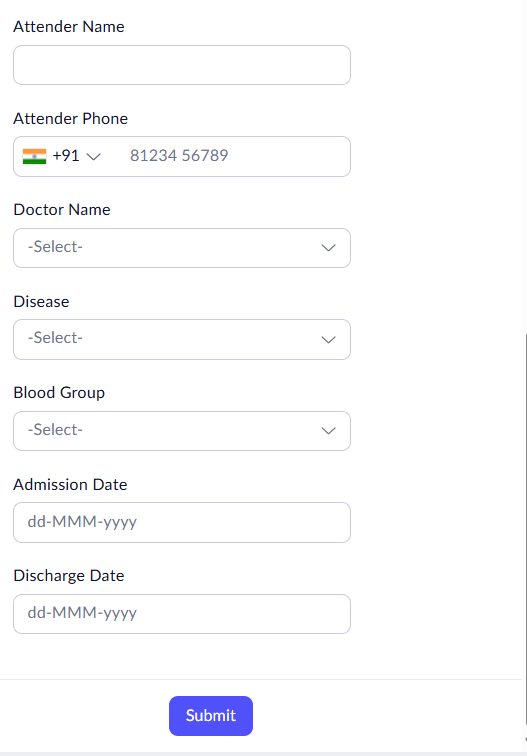 Attender Name
Attender Phone
+91 81234 56789
Doctor Name
-Select-
Disease
-Select-
Blood Group
-Select-
Admission Date
dd-MMM-yyyy
Discharge Date
dd-MMM-yyyy
Submit